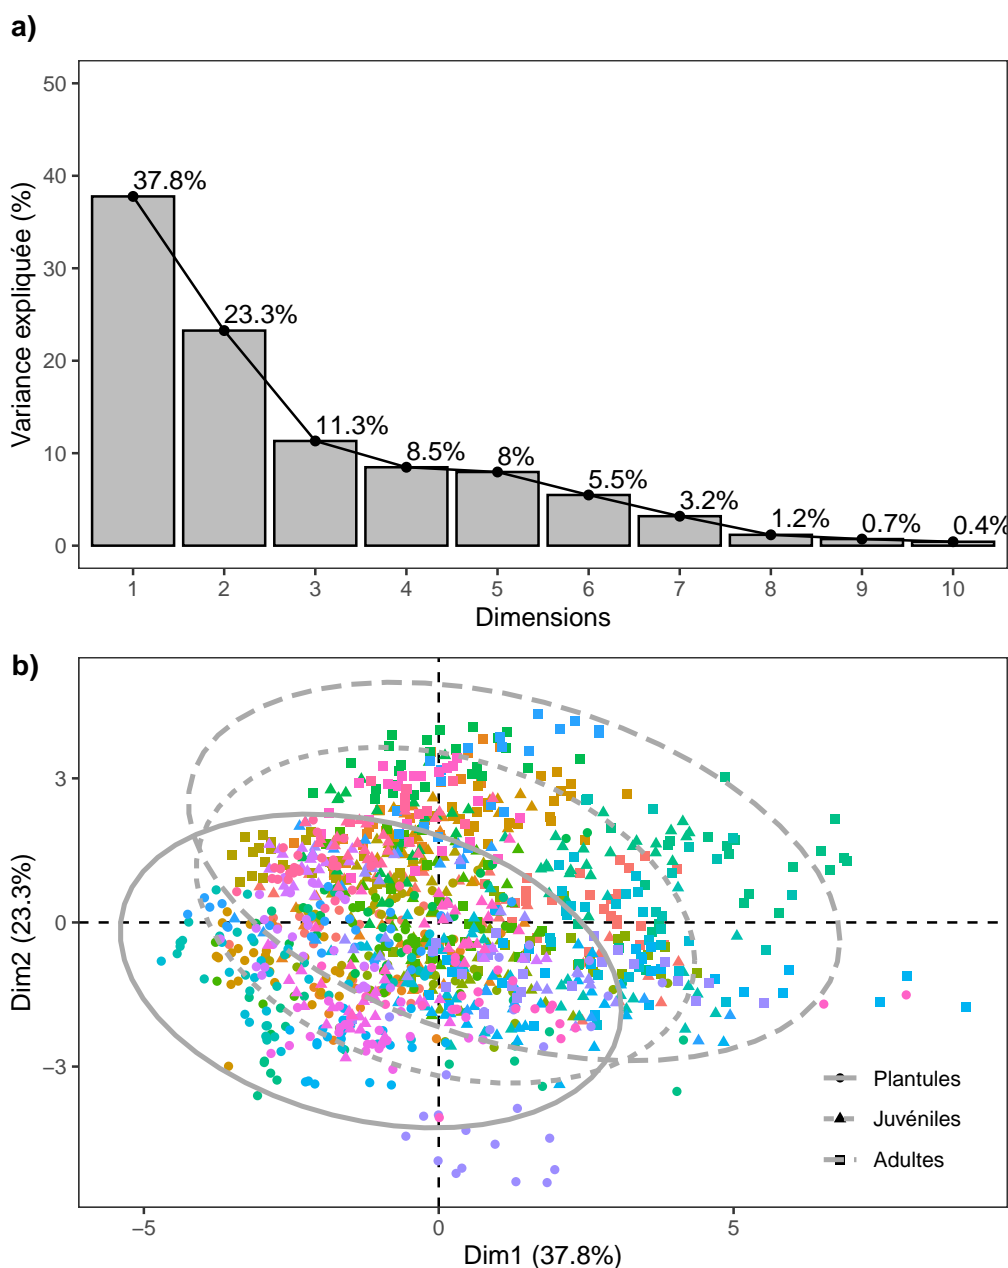 a)
Variance expliquée (%)
50
40
30
20
10
0
37.8%
23.3%
11.3%
8.5%
8%
5.5%
3.2%
1.2%
0.7%
0.4%
1 2 3 4 5 6 7 8 9 10
Dimensions
b)
Dim2 (23.3%)
3
0
−3
Plantules
Juvéniles
Adultes
−5 0 5
Dim1 (37.8%)